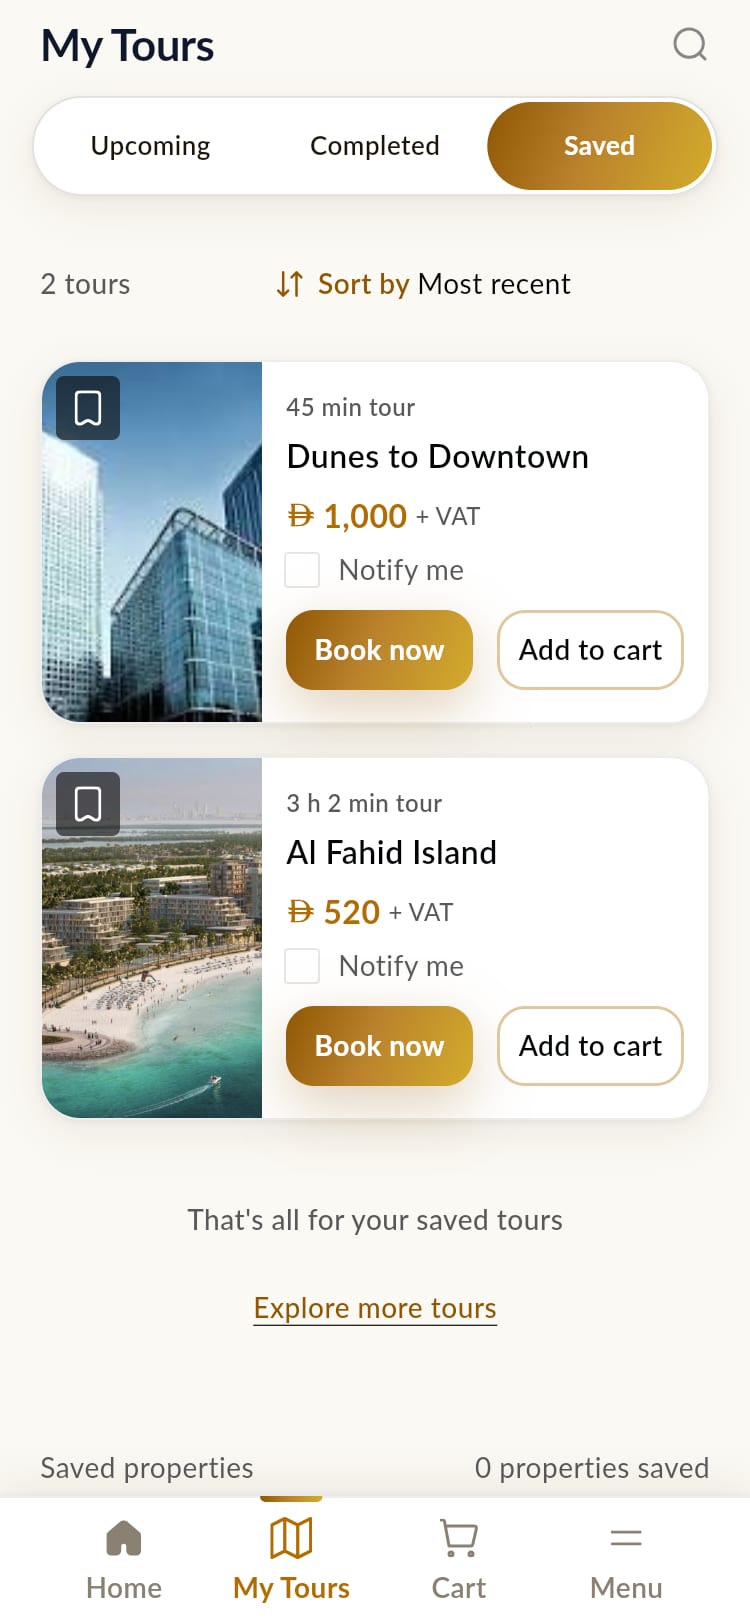 My Tours
Upcoming Completed Saved
2 tours Sort by Most recent
45 min tour
Dunes to Downtown
1,000 + VAT
Notify me
Book now Add to cart
3 h 2 min tour
Al Fahid Island
520 + VAT
Notify me
Book now Add to cart
That's all for your saved tours
Explore more tours
Saved properties 0 properties saved
Home My Tours Cart Menu